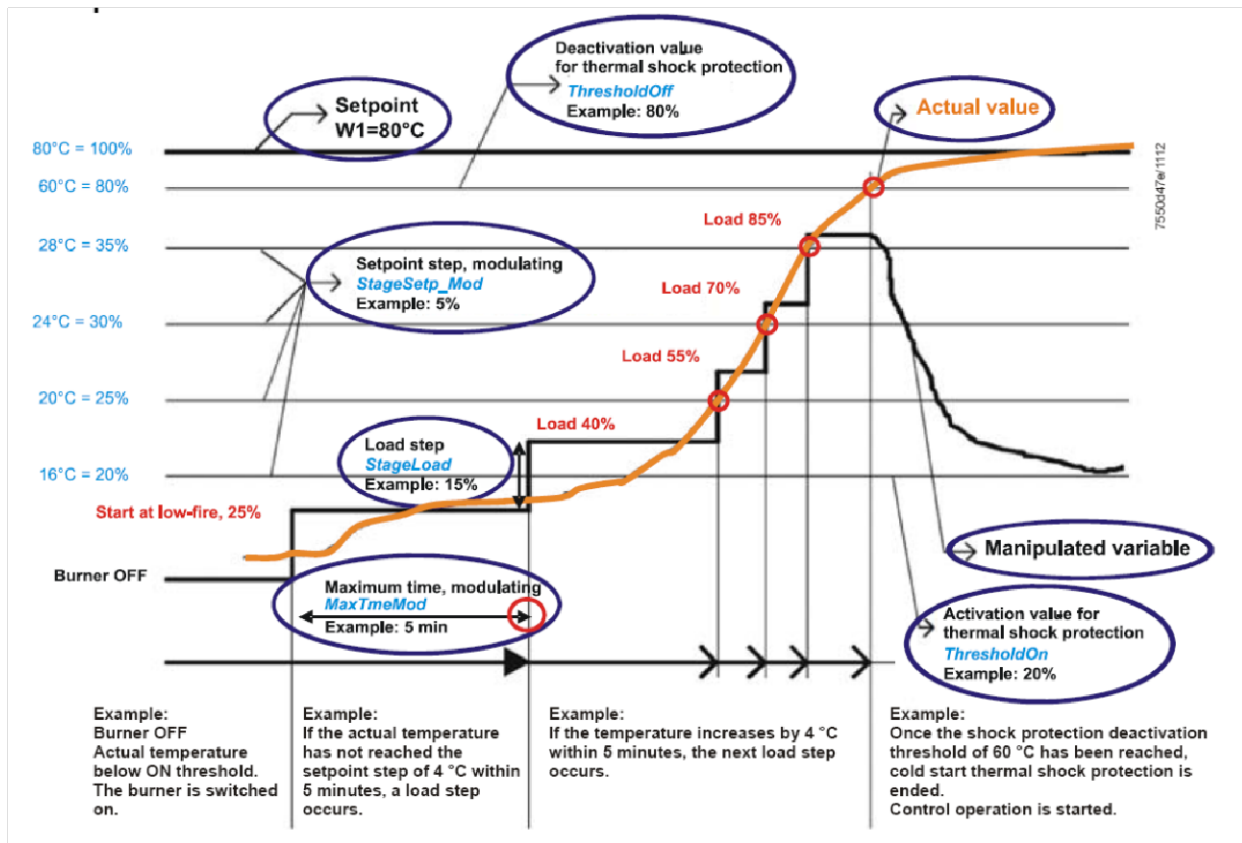 Deactivation value
for thermal shock protection
ThresholdOff
Example: 80%
Setpoint
W1=80°C
Actual value
80°C = 100%
60°C = 80%
7550d47e/1112
Load 85%
28°C = 35%
Setpoint step, modulating
StageSetp_Mod
Example: 5%
Load 70%
24°C = 30%
Load 55%
20°C = 25%
Load 40%
Load step
StageLoad
Example: 15%
16°C = 20%
Start at low-fire, 25%
Manipulated variable
Burner OFF
Maximum time, modulating
MaxTmeMod
Example: 5 min
Activation value for
thermal shock protection
ThresholdOn
Example: 20%
Example:
Burner OFF
Actual temperature
below ON threshold.
The burner is switched
on.
Example:
If the actual temperature
has not reached the
setpoint step of 4 °C within
5 minutes, a load step
occurs.
Example:
If the temperature increases by 4 °C
within 5 minutes, the next load step
occurs.
Example:
Once the shock protection deactivation
threshold of 60 °C has been reached,
cold start thermal shock protection is
ended.
Control operation is started.